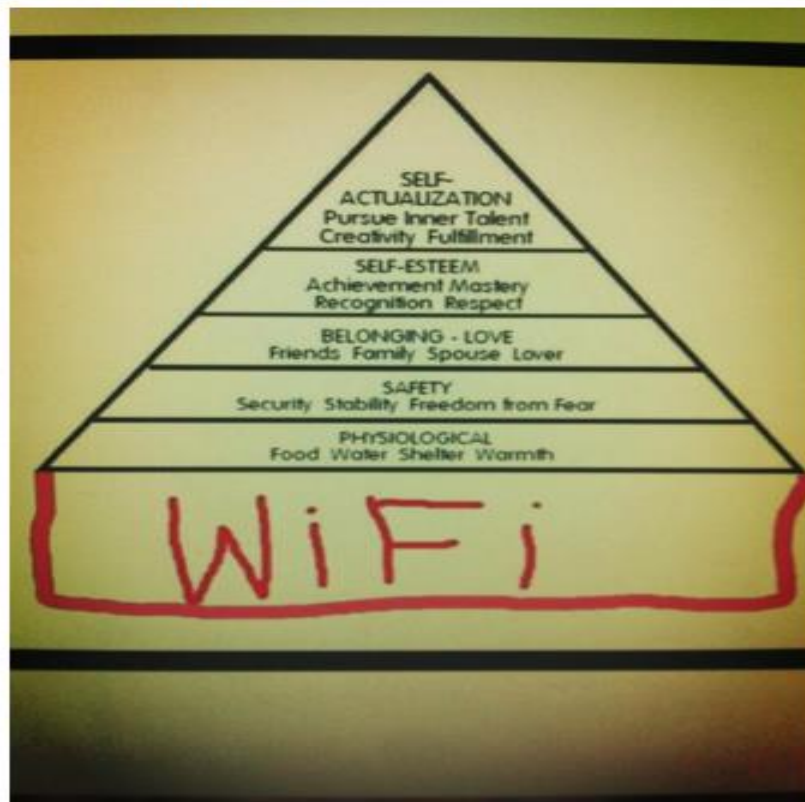 SELF-
ACTUALIZATION
Pursue Inner Talent
Creativity Fulfillment
SELF-ESTEEM
Achievement Mastery
Recognition Respect
BELONGING - LOVE
Friends Family Spouse Lover
SAFETY
Security Stability Freedom from Fear
PHYSIOLOGICAL
Food Water Shelter Warmth
WiFi